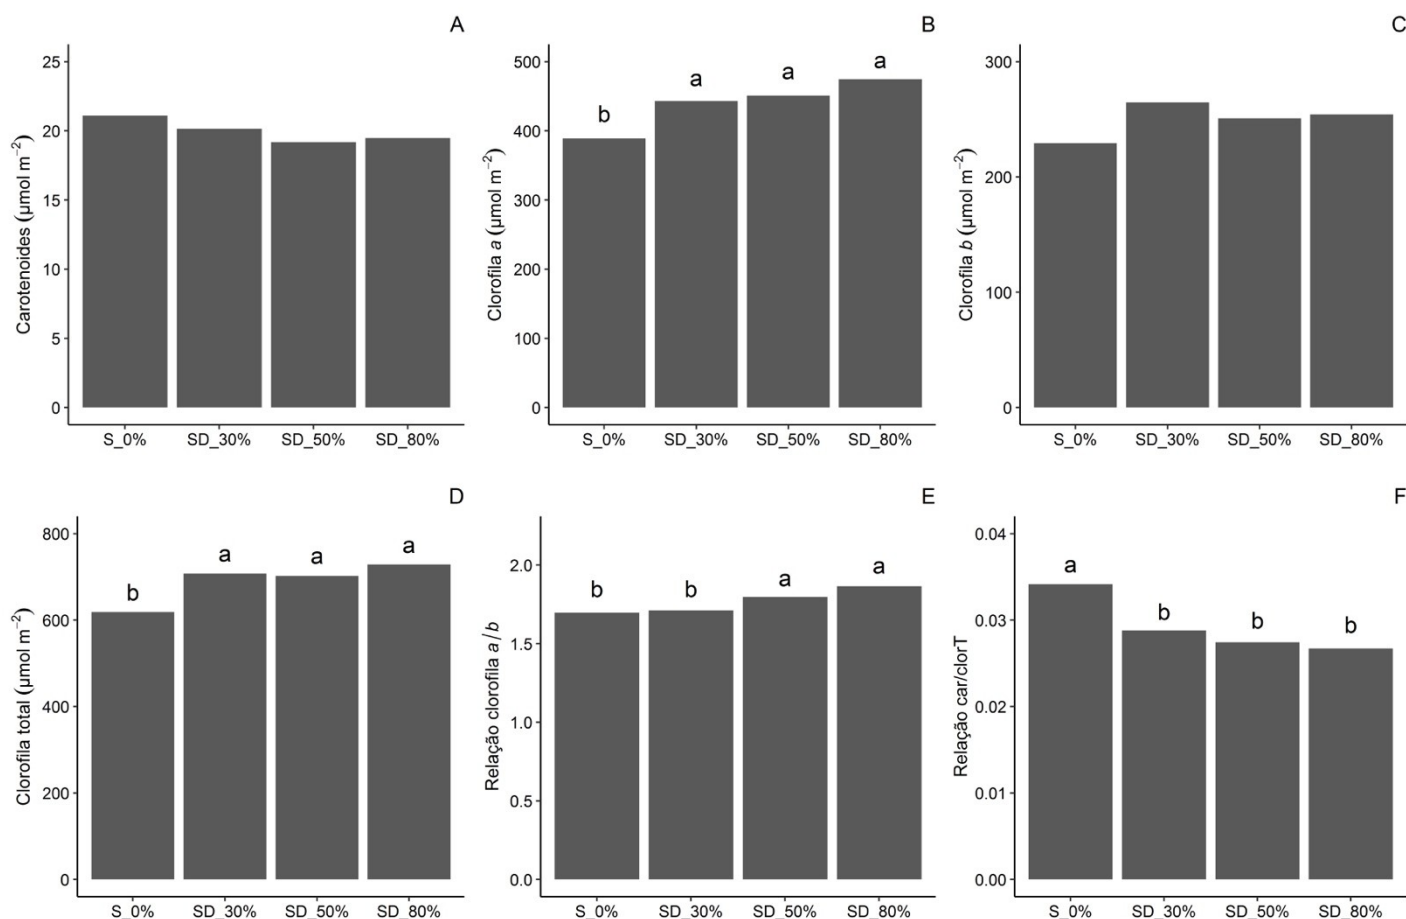 A
Carotenoides (μmol m⁻²)
25
20
15
10
5
0
S_0% SD_30% SD_50% SD_80%
B
Clorofila a (μmol m⁻²)
500
400
300
200
100
0
b a a a
S_0% SD_30% SD_50% SD_80%
C
Clorofila b (μmol m⁻²)
300
200
100
0
S_0% SD_30% SD_50% SD_80%
D
Clorofila total (μmol m⁻²)
800
600
400
200
0
b a a a
S_0% SD_30% SD_50% SD_80%
E
Relação clorofila a/b
2.0
1.5
1.0
0.5
0.0
b b a a
S_0% SD_30% SD_50% SD_80%
F
Relação car/clorT
0.04
0.03
0.02
0.01
0.00
a b b b
S_0% SD_30% SD_50% SD_80%